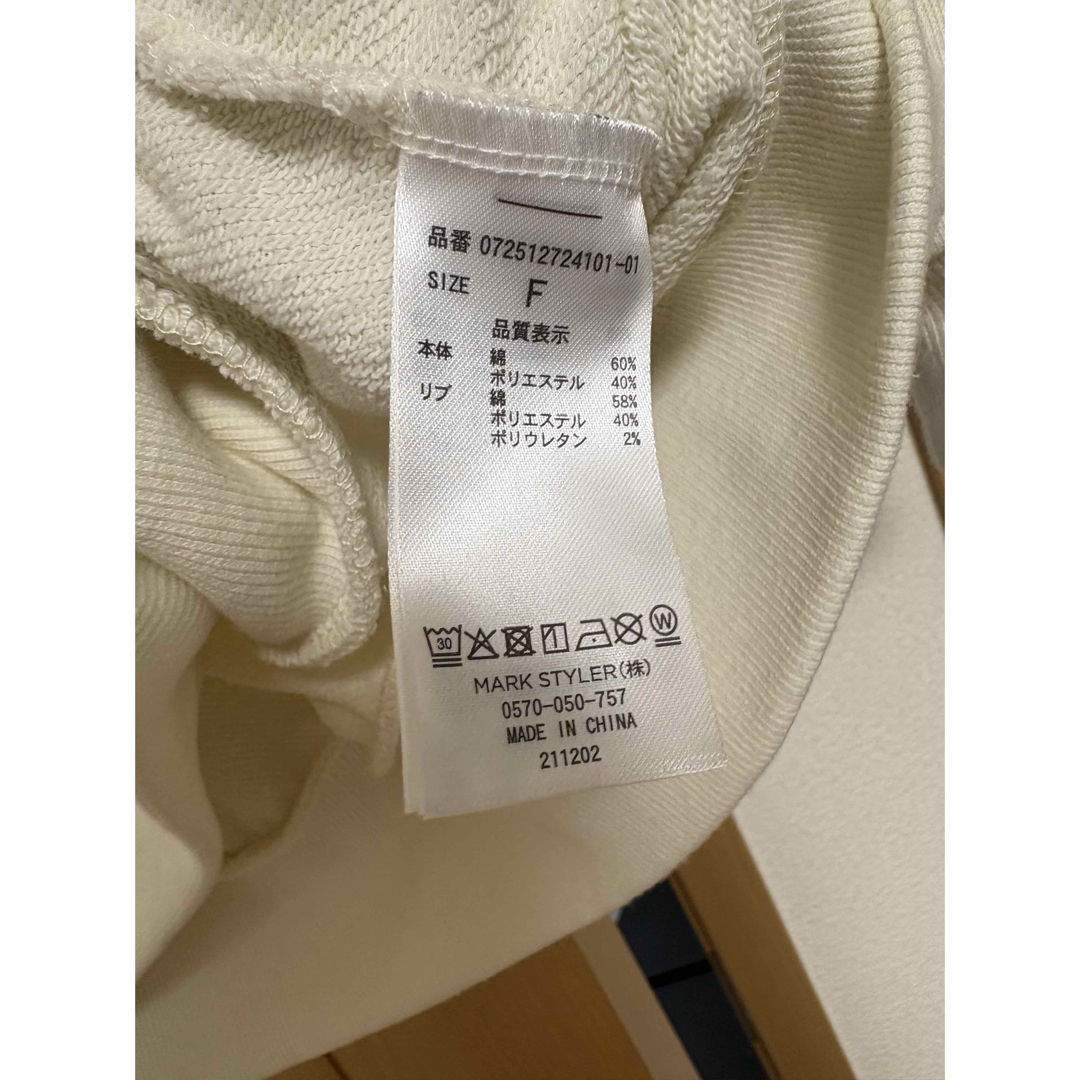 品番 072512724101-01
SIZE F
品質表示
本体 綿 60%
ポリエステル 40%
リブ 綿 58%
ポリエステル 40%
ポリウレタン 2%
30 W
MARK STYLER(株)
0570-050-757
MADE IN CHINA
211202